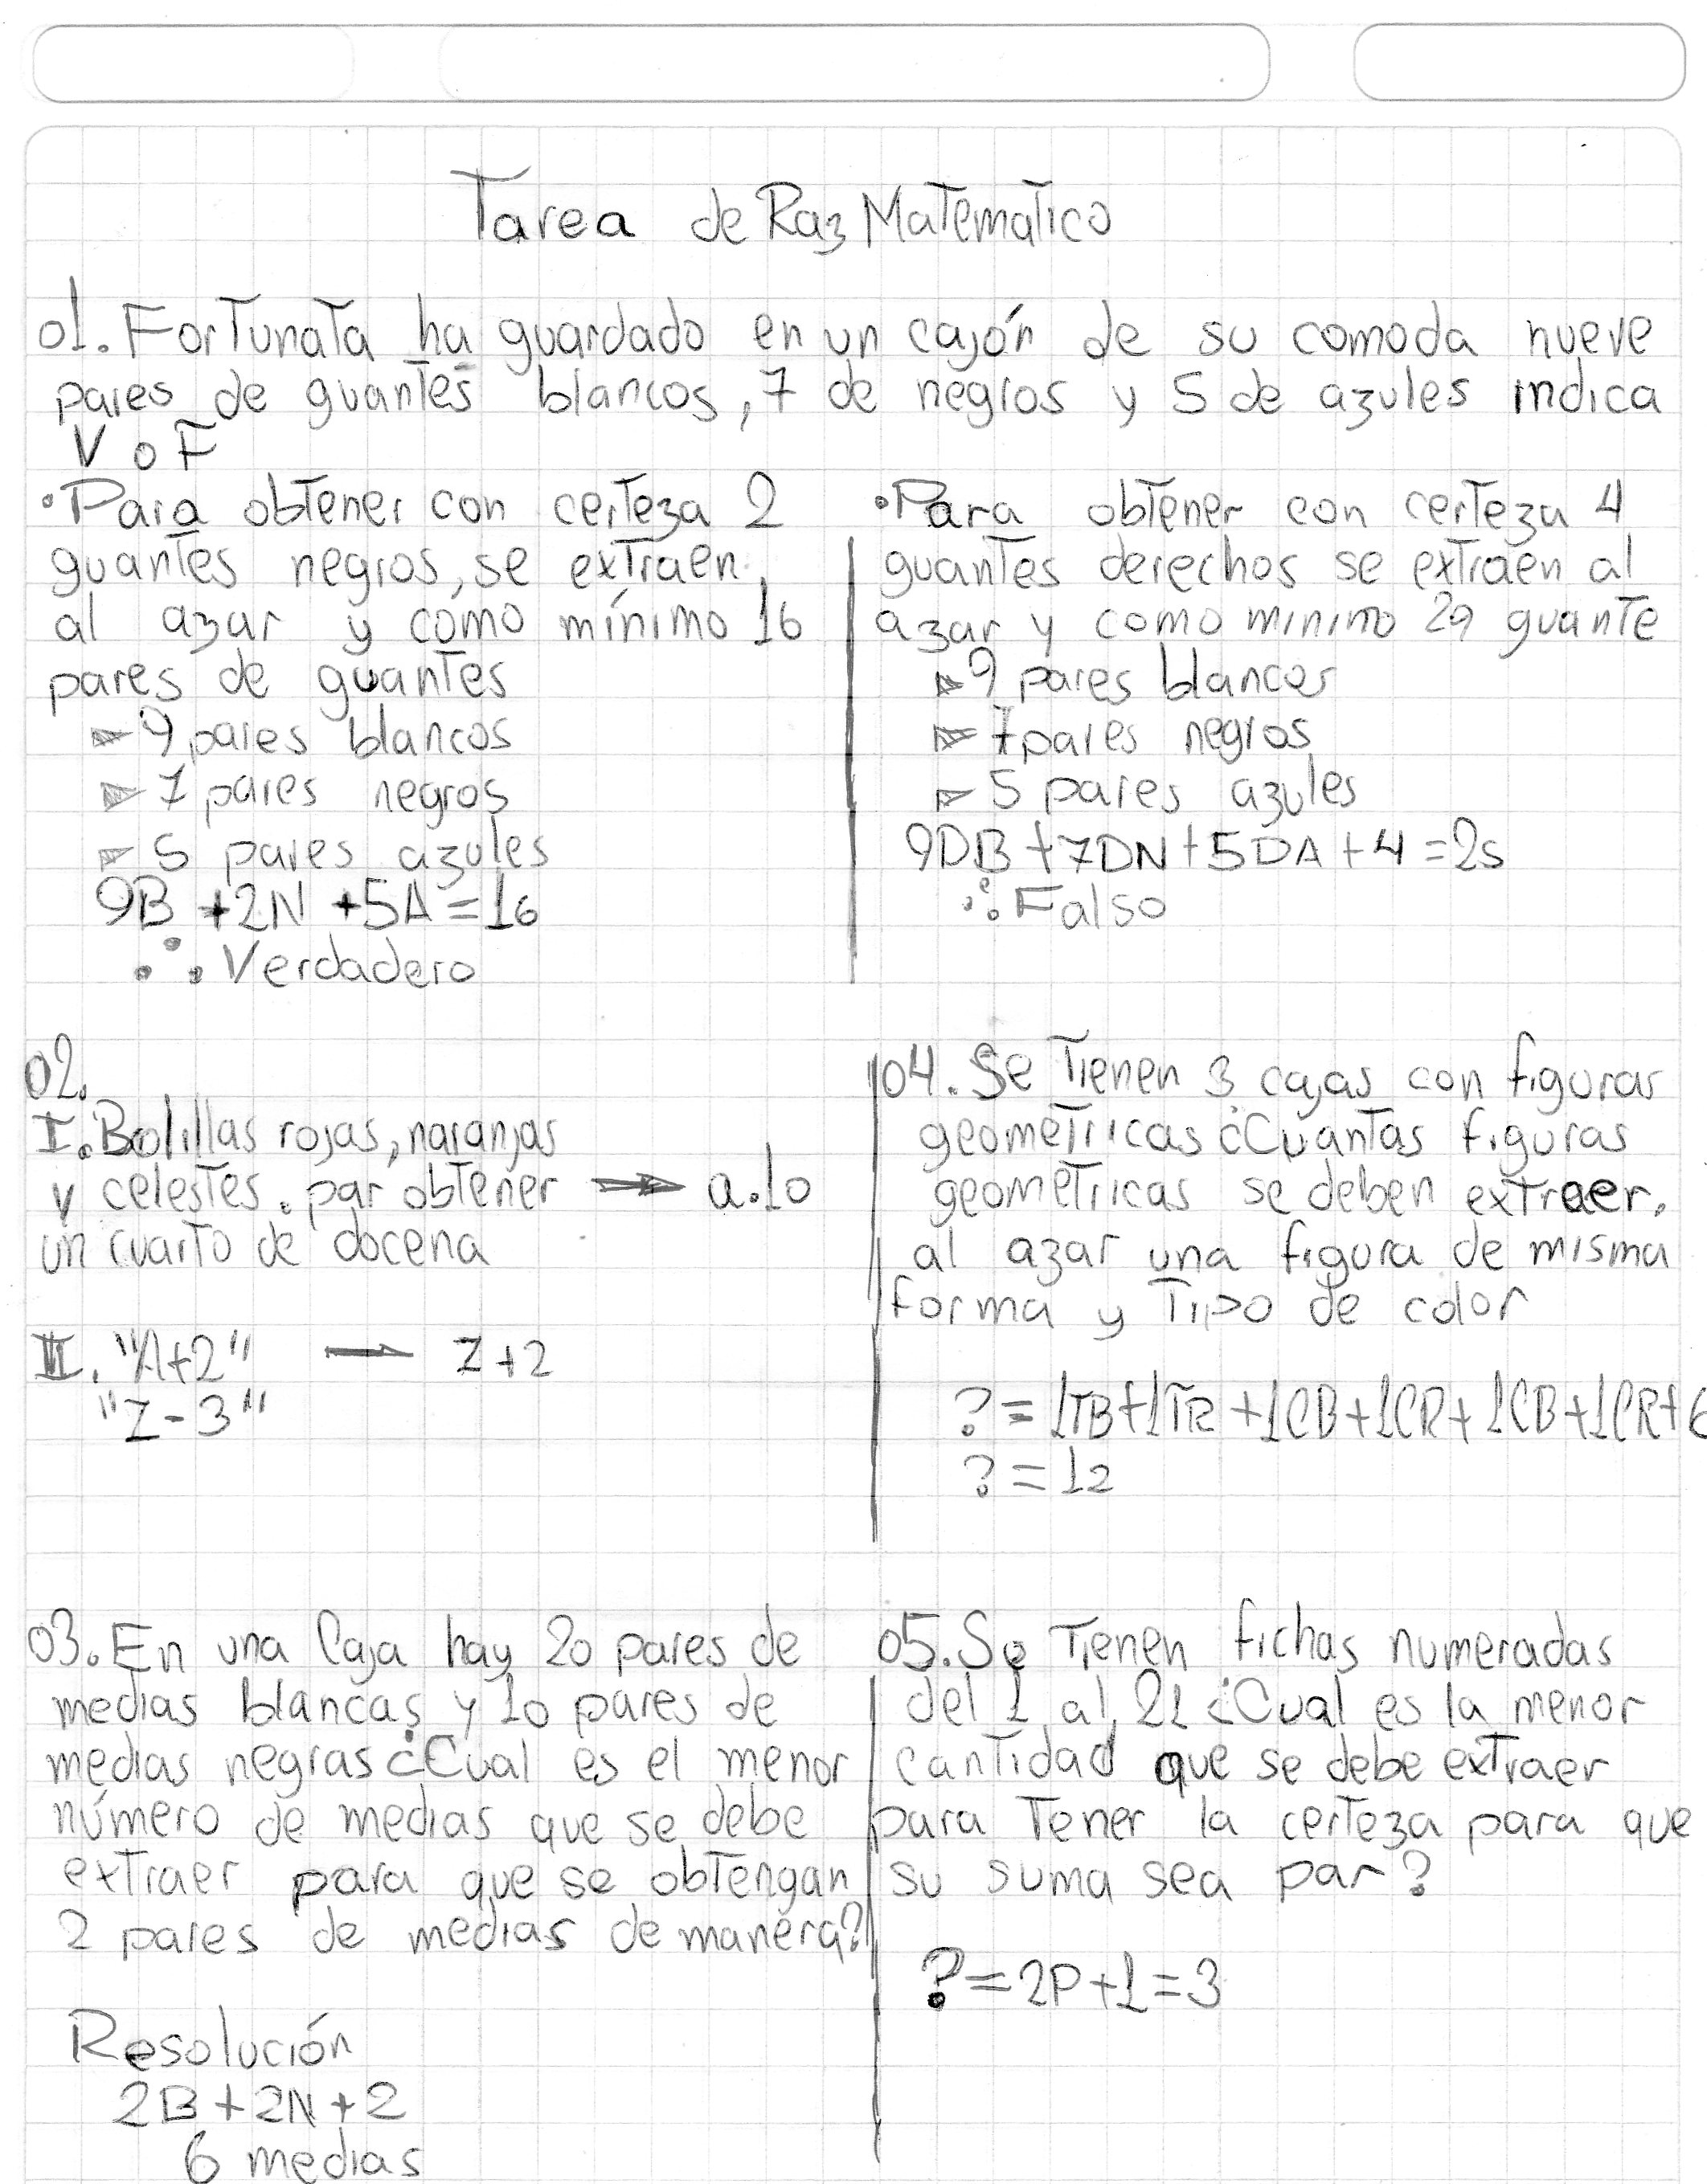 Tarea de Raz Matematico
01. Fortunata ha guardado en un cajón de su comoda nueve
pares de guantes blancos, 7 de negros y 5 de azules indica
V o F
• Para obtener con certeza 2
guantes negros, se extraen
al azar y como mínimo 16
pares de guantes
9 pares blancos
7 pares negros
5 pares azules
9B + 2N + 5A = 16
∴ Verdadero
• Para obtener con certeza 4
guantes derechos se extraen al
azar y como minimo 29 guante
9 pares blancos
7 pares negros
5 pares azules
9DB + 7DN + 5DA + 4 = 25
∴ Falso
02.
I. Bolillas rojas, naranjas
y celestes. par obtener → a.10
un cuarto de docena
II. "A+2" → Z+2
"Z-3"
03. En una Caja hay 20 pares de
medias blancas y 10 pares de
medias negras ¿Cual es el menor
número de medias que se debe
extraer para que se obtengan
2 pares de medias de manera?
Resolución
2B + 2N + 2
6 medias
04. Se Tienen 3 cajas con figuras
geometricas ¿Cuantas figuras
geometricas se deben extraer,
al azar una figura de misma
forma y Tipo de color
? = 1TB+1TR+1CB+1CR+1CB+1CR+6
? = 12
05. Se Tienen fichas numeradas
del 1 al 21 ¿Cual es la menor
cantidad que se debe extraer
para Tener la certeza para que
su suma sea par?
? = 2P + 1 = 3